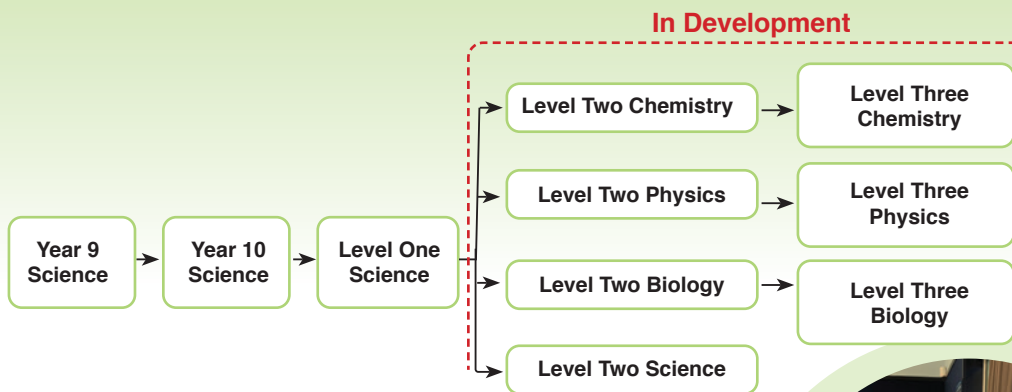 In Development
Level Two Chemistry
Level Three
Chemistry
Level Two Physics
Level Three
Physics
Year 9
Science
Year 10
Science
Level One
Science
Level Two Biology
Level Three
Biology
Level Two Science